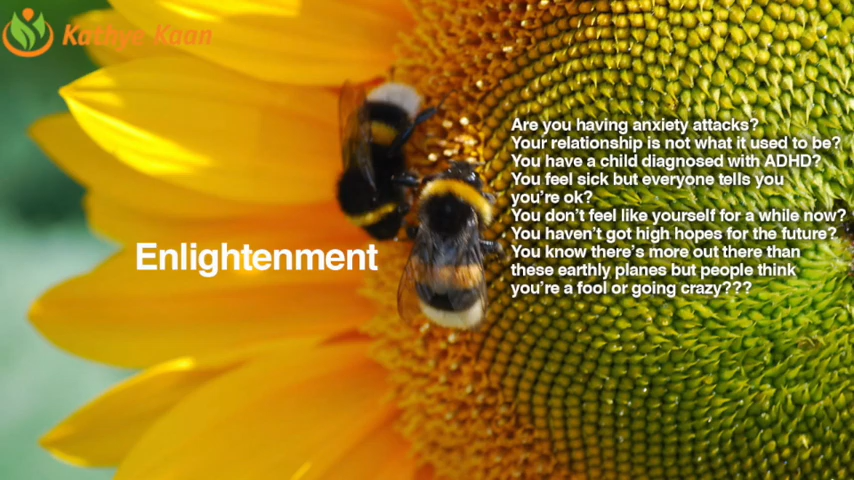 Kathye Kaan
Enlightenment
Are you having anxiety attacks?
Your relationship is not what it used to be?
You have a child diagnosed with ADHD?
You feel sick but everyone tells you
you're ok?
You don't feel like yourself for a while now?
You haven't got high hopes for the future?
You know there's more out there than
these earthly planes but people think
you're a fool or going crazy???